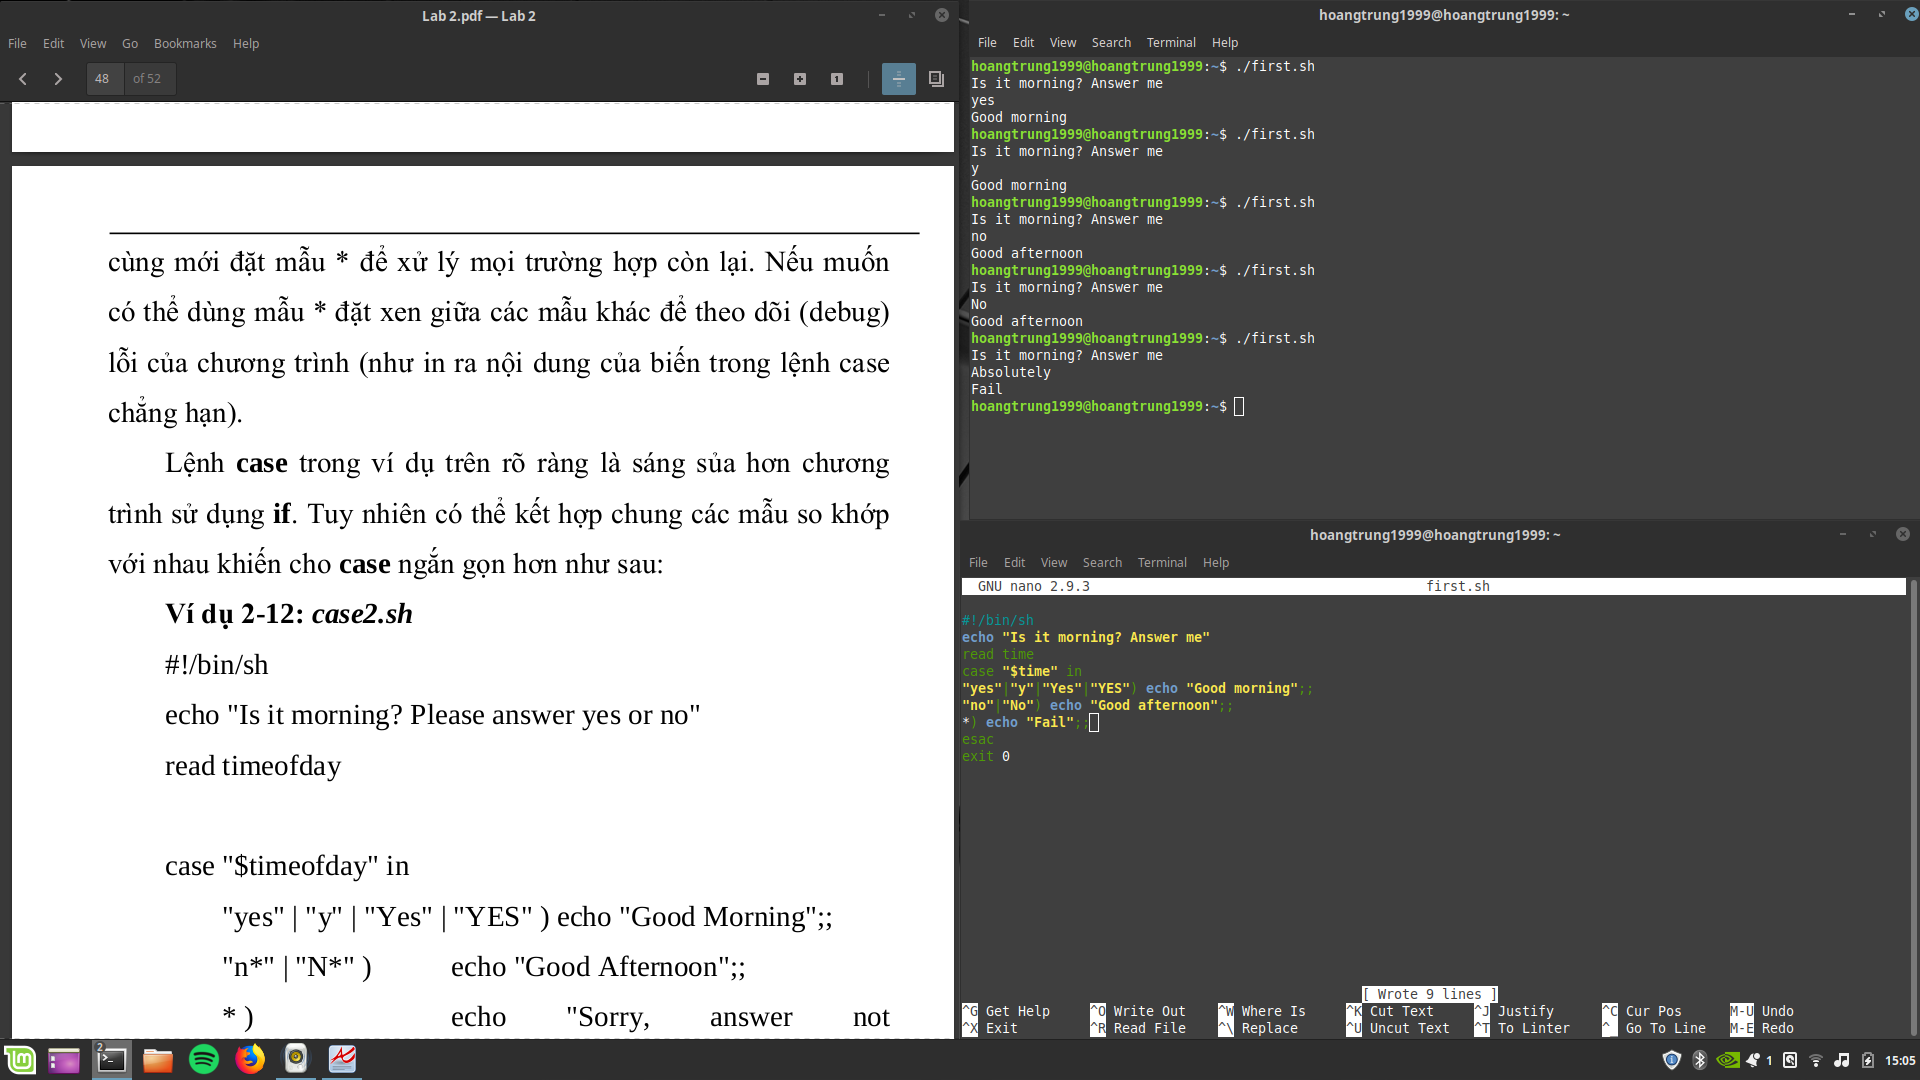 Lab 2.pdf — Lab 2
File Edit View Go Bookmarks Help
48 of 52
cùng mới đặt mẫu * để xử lý mọi trường hợp còn lại. Nếu muốn
có thể dùng mẫu * đặt xen giữa các mẫu khác để theo dõi (debug)
lỗi của chương trình (như in ra nội dung của biến trong lệnh case
chẳng hạn).
Lệnh case trong ví dụ trên rõ ràng là sáng sủa hơn chương
trình sử dụng if. Tuy nhiên có thể kết hợp chung các mẫu so khớp
với nhau khiến cho case ngắn gọn hơn như sau:
Ví dụ 2-12: case2.sh
#!/bin/sh
echo "Is it morning? Please answer yes or no"
read timeofday
case "$timeofday" in
"yes" | "y" | "Yes" | "YES" ) echo "Good Morning";;
"n*" | "N*" ) echo "Good Afternoon";;
* ) echo "Sorry, answer not
hoangtrung1999@hoangtrung1999: ~
File Edit View Search Terminal Help
hoangtrung1999@hoangtrung1999:~$ ./first.sh
Is it morning? Answer me
yes
Good morning
hoangtrung1999@hoangtrung1999:~$ ./first.sh
Is it morning? Answer me
y
Good morning
hoangtrung1999@hoangtrung1999:~$ ./first.sh
Is it morning? Answer me
no
Good afternoon
hoangtrung1999@hoangtrung1999:~$ ./first.sh
Is it morning? Answer me
No
Good afternoon
hoangtrung1999@hoangtrung1999:~$ ./first.sh
Is it morning? Answer me
Absolutely
Fail
hoangtrung1999@hoangtrung1999:~$
hoangtrung1999@hoangtrung1999: ~
File Edit View Search Terminal Help
GNU nano 2.9.3 first.sh
#!/bin/sh
echo "Is it morning? Answer me"
read time
case "$time" in
"yes"|"y"|"Yes"|"YES") echo "Good morning";;
"no"|"No") echo "Good afternoon";;
*) echo "Fail";;
esac
exit 0
[ Wrote 9 lines ]
^G Get Help ^O Write Out ^W Where Is ^K Cut Text ^J Justify ^C Cur Pos M-U Undo
^X Exit ^R Read File ^\ Replace ^U Uncut Text ^T To Linter ^_ Go To Line M-E Redo
2
1 15:05